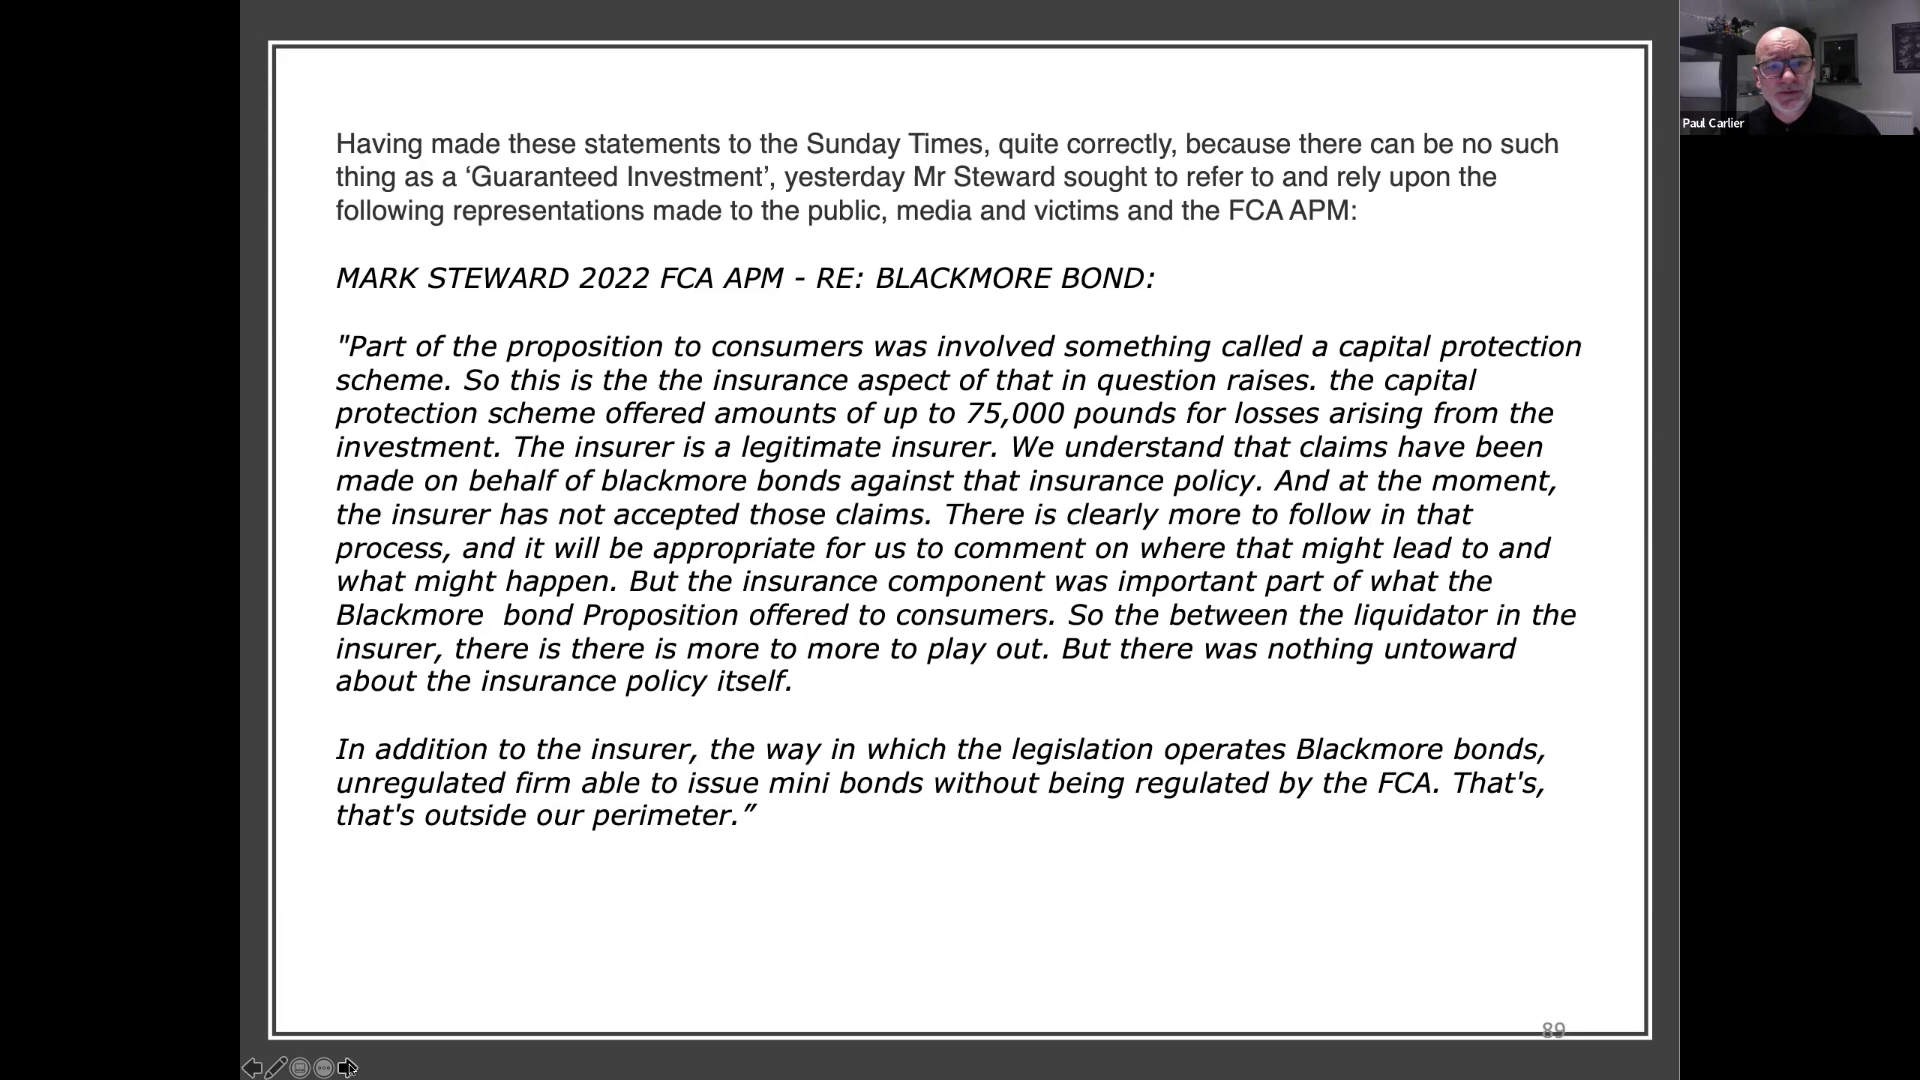 Paul Carlier
Having made these statements to the Sunday Times, quite correctly, because there can be no such
thing as a ‘Guaranteed Investment’, yesterday Mr Steward sought to refer to and rely upon the
following representations made to the public, media and victims and the FCA APM:
MARK STEWARD 2022 FCA APM - RE: BLACKMORE BOND:
"Part of the proposition to consumers was involved something called a capital protection
scheme. So this is the the insurance aspect of that in question raises. the capital
protection scheme offered amounts of up to 75,000 pounds for losses arising from the
investment. The insurer is a legitimate insurer. We understand that claims have been
made on behalf of blackmore bonds against that insurance policy. And at the moment,
the insurer has not accepted those claims. There is clearly more to follow in that
process, and it will be appropriate for us to comment on where that might lead to and
what might happen. But the insurance component was important part of what the
Blackmore  bond Proposition offered to consumers. So the between the liquidator in the
insurer, there is there is more to more to play out. But there was nothing untoward
about the insurance policy itself.
In addition to the insurer, the way in which the legislation operates Blackmore bonds,
unregulated firm able to issue mini bonds without being regulated by the FCA. That's,
that's outside our perimeter.”
89